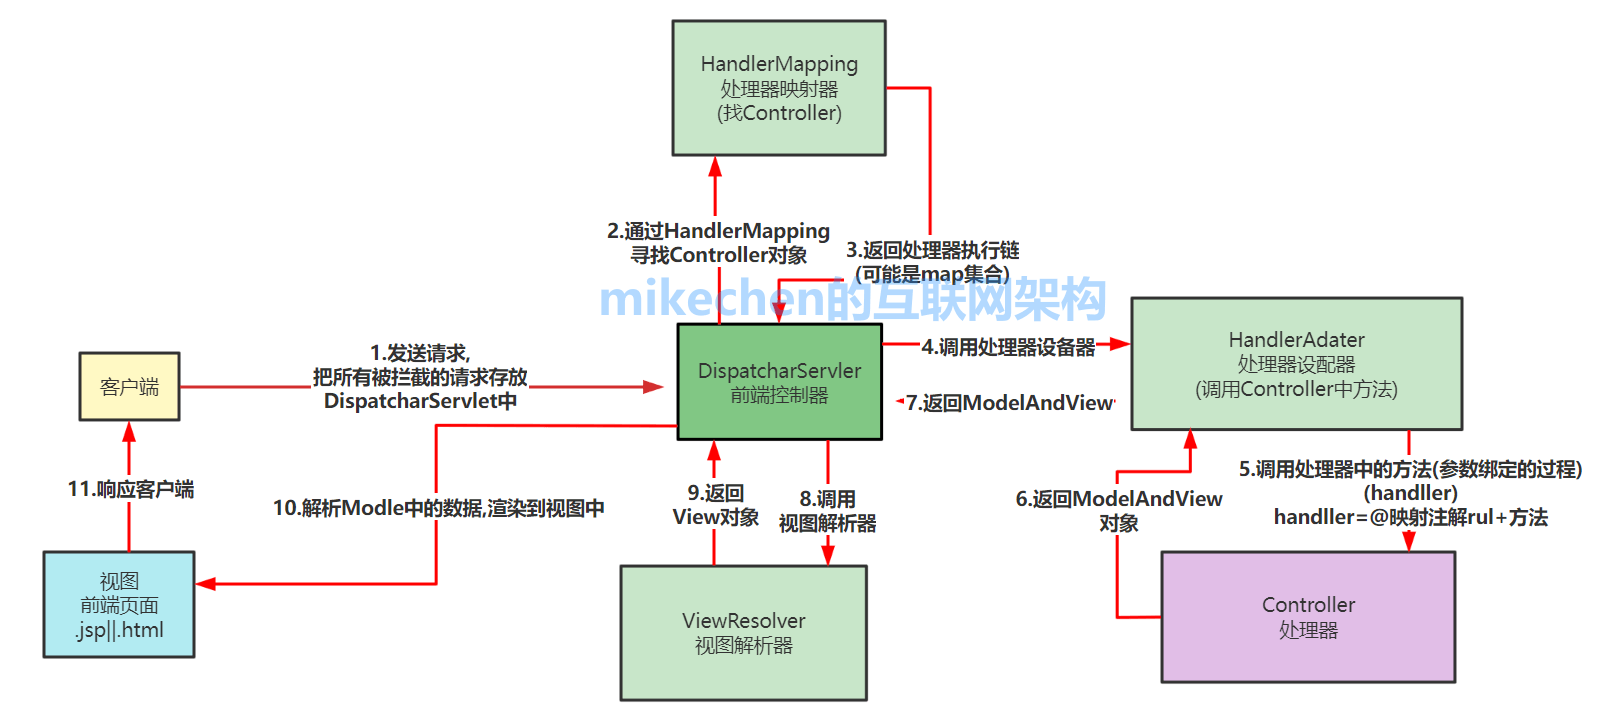 HandlerMapping
处理器映射器
(找Controller)
2.通过HandlerMapping
寻找Controller对象
3.返回处理器执行链
(可能是map集合)
mikechen的互联网架构
客户端
1.发送请求,
把所有被拦截的请求存放
DispatcharServlet中
DispatcharServler
前端控制器
4.调用处理器设备器
7.返回ModelAndView
HandlerAdater
处理器设配器
(调用Controller中方法)
11.响应客户端
10.解析Modle中的数据,渲染到视图中
9.返回
View对象
8.调用
视图解析器
6.返回ModelAndView
对象
5.调用处理器中的方法(参数绑定的过程)
(handller)
handller=@映射注解rul+方法
视图
前端页面
.jsp||.html
ViewResolver
视图解析器
Controller
处理器